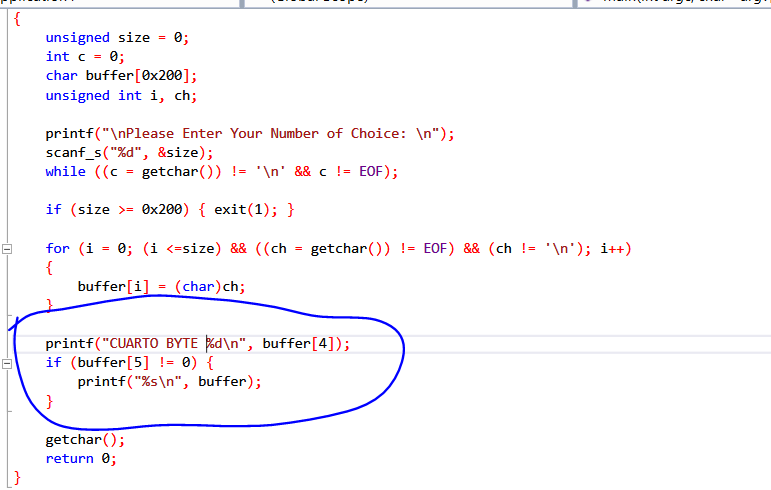 {
unsigned size = 0;
int c = 0;
char buffer[0x200];
unsigned int i, ch;
printf("\nPlease Enter Your Number of Choice: \n");
scanf_s("%d", &size);
while ((c = getchar()) != '\n' && c != EOF);
if (size >= 0x200) { exit(1); }
for (i = 0; (i <=size) && ((ch = getchar()) != EOF) && (ch != '\n'); i++)
{
buffer[i] = (char)ch;
}
printf("CUARTO BYTE %d\n", buffer[4]);
if (buffer[5] != 0) {
printf("%s\n", buffer);
}
getchar();
return 0;
}